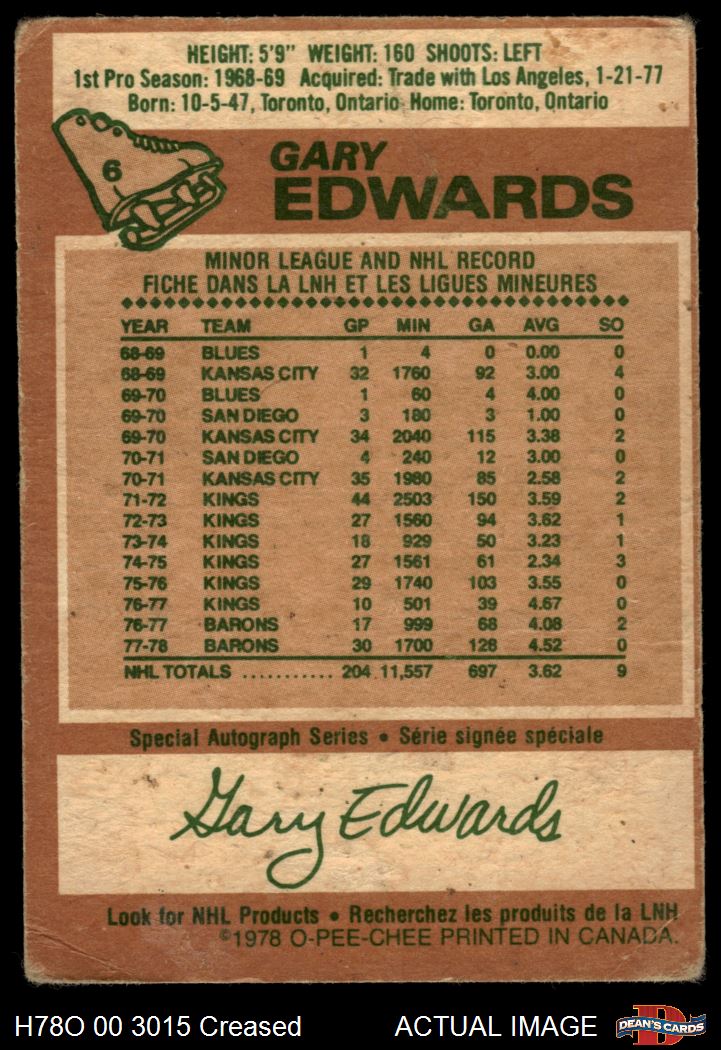 HEIGHT: 5'9" WEIGHT: 160 SHOOTS: LEFT
1st Pro Season: 1968-69 Acquired: Trade with Los Angeles, 1-21-77
Born: 10-5-47, Toronto, Ontario Home: Toronto, Ontario
6
GARY
EDWARDS
MINOR LEAGUE AND NHL RECORD
FICHE DANS LA LNH ET LES LIGUES MINEURES
YEAR TEAM GP MIN GA AVG SO
68-69 BLUES 1 4 0 0.00 0
68-69 KANSAS CITY 32 1760 92 3.00 4
69-70 BLUES 1 60 4 4.00 0
69-70 SAN DIEGO 3 180 3 1.00 0
69-70 KANSAS CITY 34 2040 115 3.38 2
70-71 SAN DIEGO 4 240 12 3.00 0
70-71 KANSAS CITY 35 1980 85 2.58 2
71-72 KINGS 44 2503 150 3.59 2
72-73 KINGS 27 1560 94 3.62 1
73-74 KINGS 18 929 50 3.23 1
74-75 KINGS 27 1561 61 2.34 3
75-76 KINGS 29 1740 103 3.55 0
76-77 KINGS 10 501 39 4.67 0
76-77 BARONS 17 999 68 4.08 2
77-78 BARONS 30 1700 128 4.52 0
NHL TOTALS ........... 204 11,557 697 3.62 9
Special Autograph Series • Série signée spéciale
Gary Edwards
Look for NHL Products • Recherchez les produits de la LNH
©1978 O-PEE-CHEE PRINTED IN CANADA.
H78O 00 3015 Creased ACTUAL IMAGE D DEAN'S CARDS